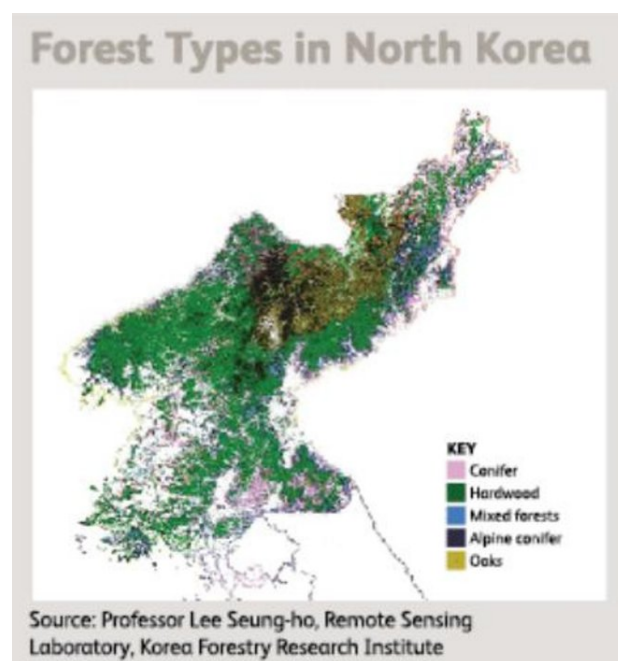 Forest Types in North Korea
KEY
Conifer
Hardwood
Mixed forests
Alpine conifer
Oaks
Source: Professor Lee Seung-ho, Remote Sensing
Laboratory, Korea Forestry Research Institute